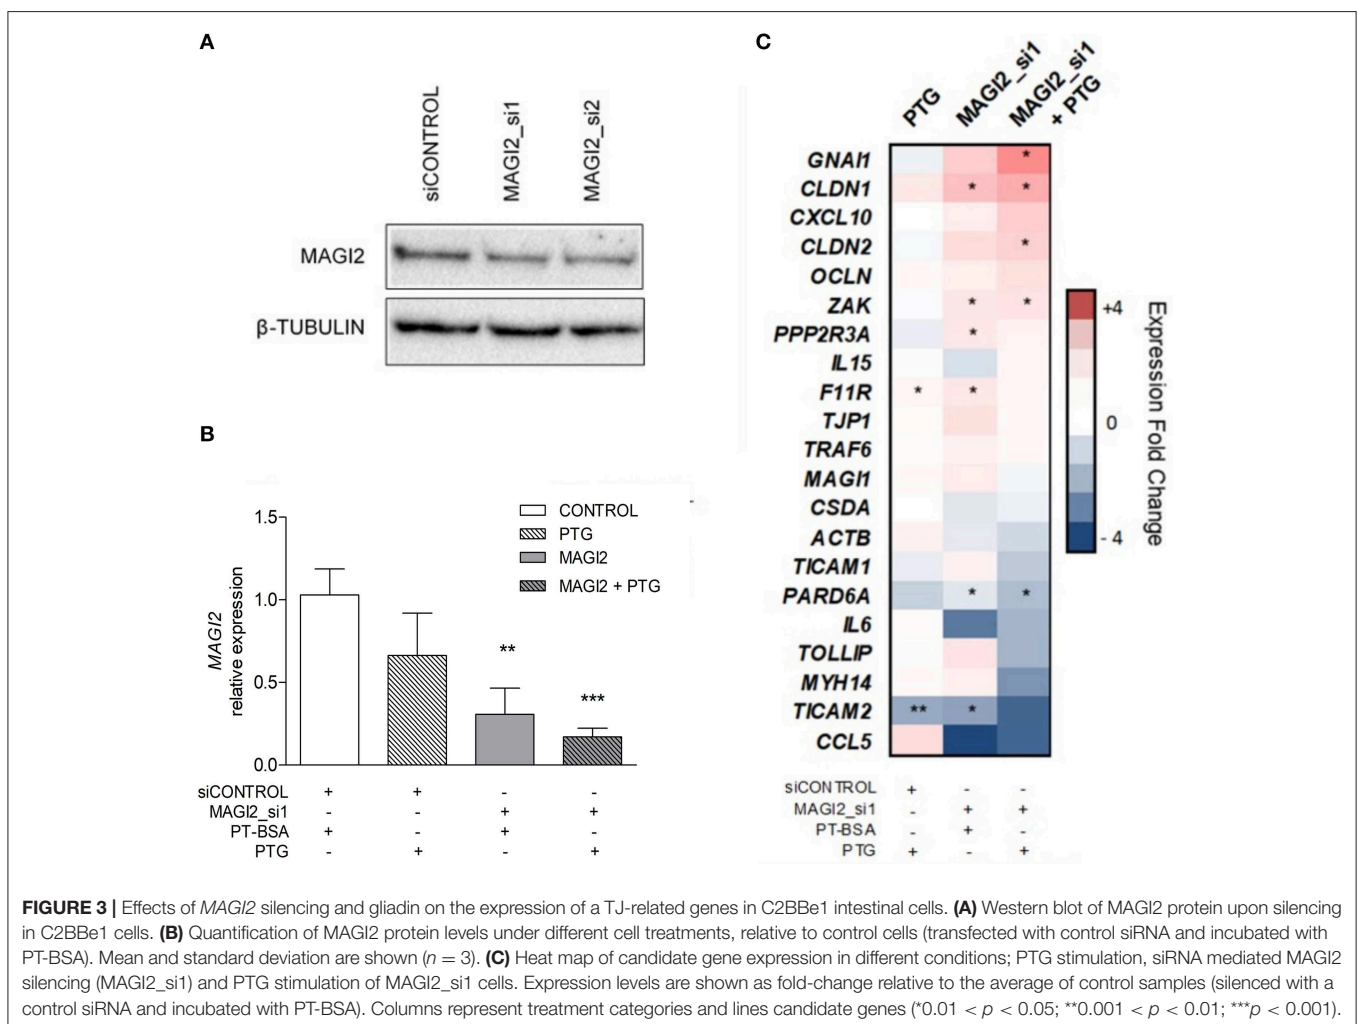 A
siCONTROL
MAGI2_si1
MAGI2_si2
MAGI2
β-TUBULIN
B
1.5
1.0
0.5
0.0
MAGI2
relative expression
CONTROL
PTG
MAGI2
MAGI2 + PTG
**
***
siCONTROL + + - -
MAGI2_si1 - - + +
PT-BSA + - + -
PTG - + - +
C
PTG
MAGI2_si1
MAGI2_si1
+ PTG
GNAI1 *
CLDN1 * *
CXCL10
CLDN2 *
OCLN
ZAK * *
PPP2R3A *
IL15
F11R * *
TJP1
TRAF6
MAGI1
CSDA
ACTB
TICAM1
PARD6A * *
IL6
TOLLIP
MYH14
TICAM2 ** *
CCL5
+4
0
- 4
Expression Fold Change
siCONTROL + - -
MAGI2_si1 - + +
PT-BSA - + -
PTG + - +
FIGURE 3 | Effects of MAGI2 silencing and gliadin on the expression of a TJ-related genes in C2BBe1 intestinal cells. (A) Western blot of MAGI2 protein upon silencing
in C2BBe1 cells. (B) Quantification of MAGI2 protein levels under different cell treatments, relative to control cells (transfected with control siRNA and incubated with
PT-BSA). Mean and standard deviation are shown (n = 3). (C) Heat map of candidate gene expression in different conditions; PTG stimulation, siRNA mediated MAGI2
silencing (MAGI2_si1) and PTG stimulation of MAGI2_si1 cells. Expression levels are shown as fold-change relative to the average of control samples (silenced with a
control siRNA and incubated with PT-BSA). Columns represent treatment categories and lines candidate genes (*0.01 < p < 0.05; **0.001 < p < 0.01; ***p < 0.001).